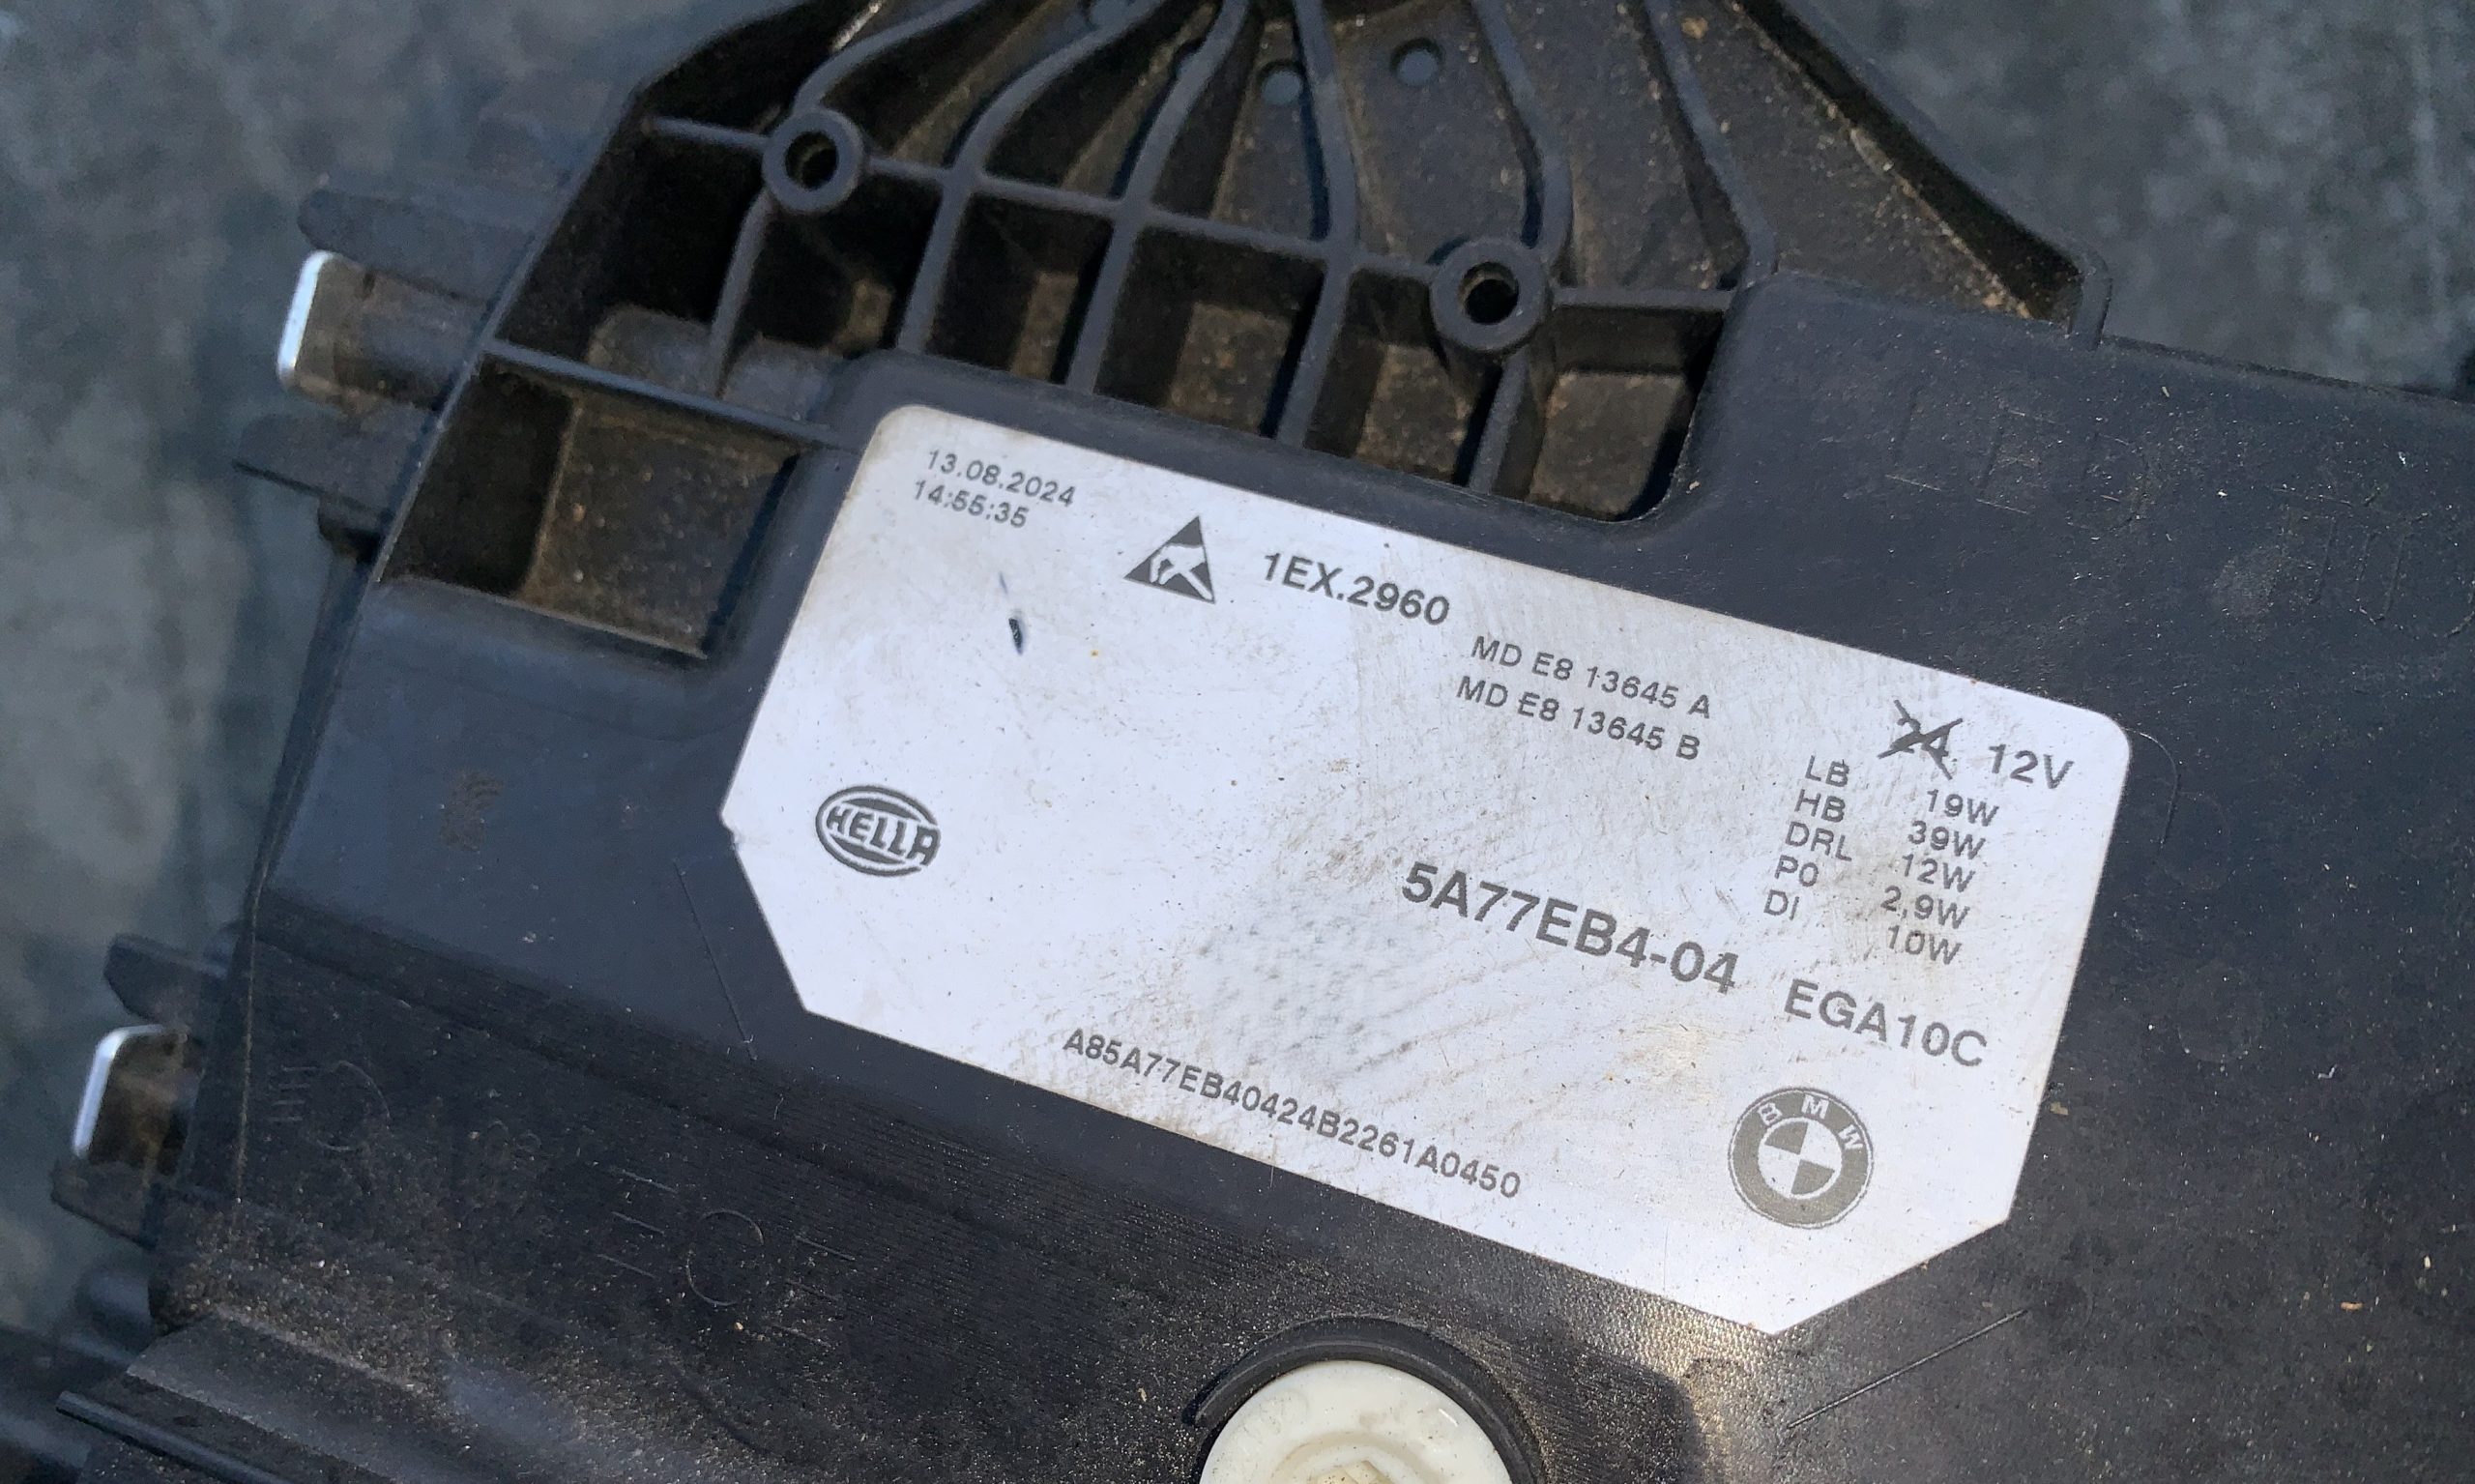 13.08.2024
14:55:35
1EX.2960
MD E8 13645 A
MD E8 13645 B
24 12V
LB 19W
HB 39W
DRL 12W
P0 2,9W
DI 10W
HELLA
5A77EB4-04 EGA10C
A85A77EB40424B2261A0450
BMW